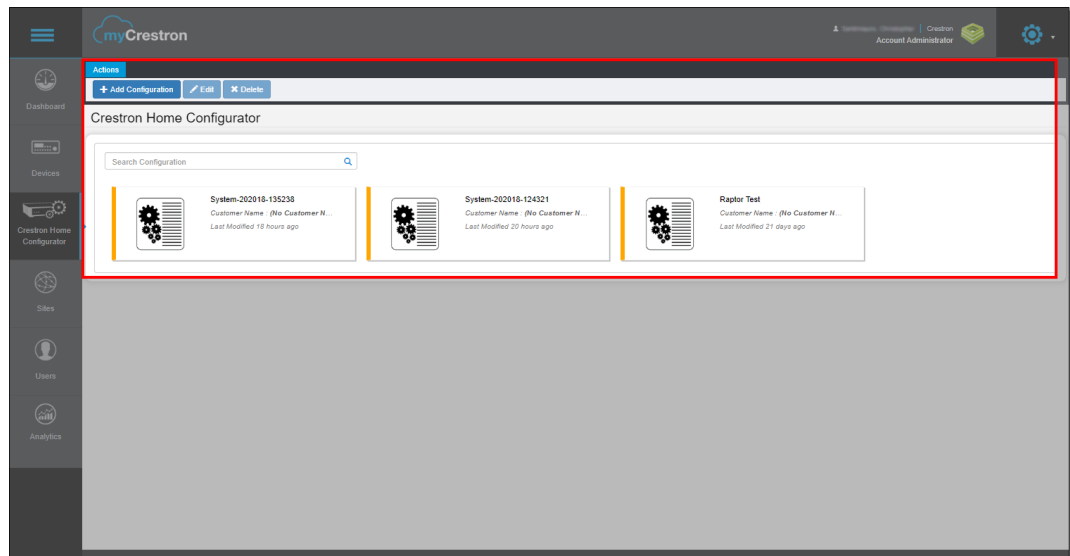 myCrestron
Crestron
Account Administrator
Actions
Add Configuration Edit Delete
Dashboard
Crestron Home Configurator
Search Configuration
Devices
System-202018-135238
Customer Name : (No Customer N...
Last Modified 18 hours ago
System-202018-124321
Customer Name : (No Customer N...
Last Modified 20 hours ago
Raptor Test
Customer Name : (No Customer N...
Last Modified 21 days ago
Crestron Home
Configurator
Sites
Users
Analytics